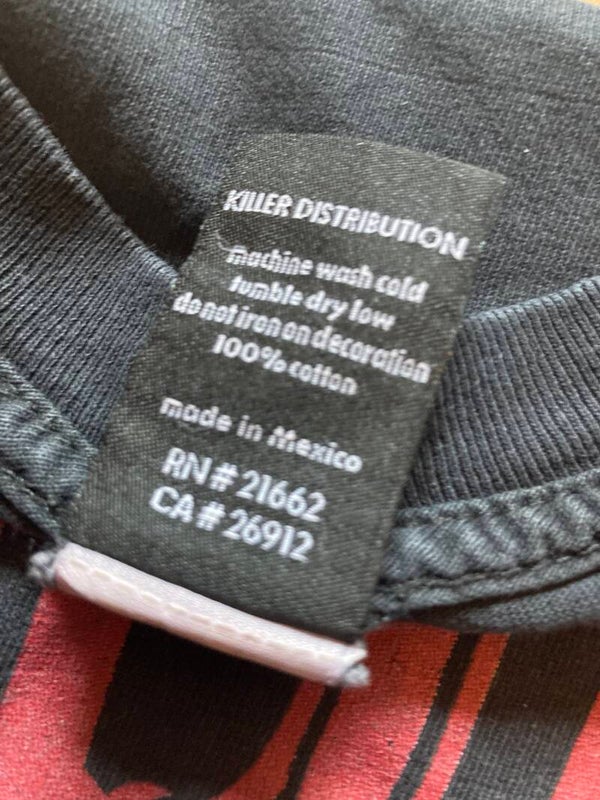 KILLER DISTRIBUTION
machine wash cold
tumble dry low
do not iron on decoration
100% cotton
made in Mexico
RN# 21662
CA# 26912